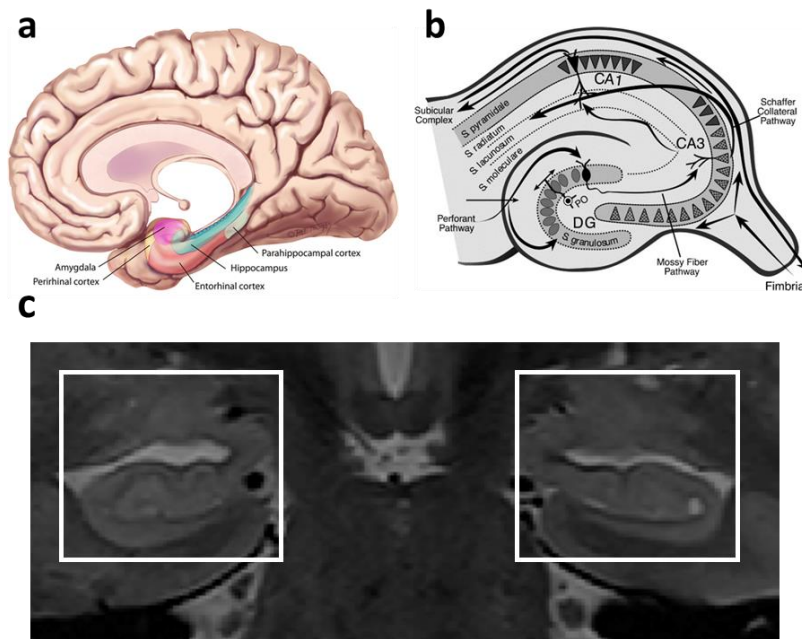 a
Amygdala
Perirhinal cortex
Parahippocampal cortex
Hippocampus
Entorhinal cortex
b
Subicular
Complex
S. pyramidale
S. radiatum
S. lacunosum
S. moleculare
CA1
Schaffer
Collateral
Pathway
CA3
Perforant
Pathway
PO
DG
S. granulosum
Mossy Fiber
Pathway
Fimbria
c